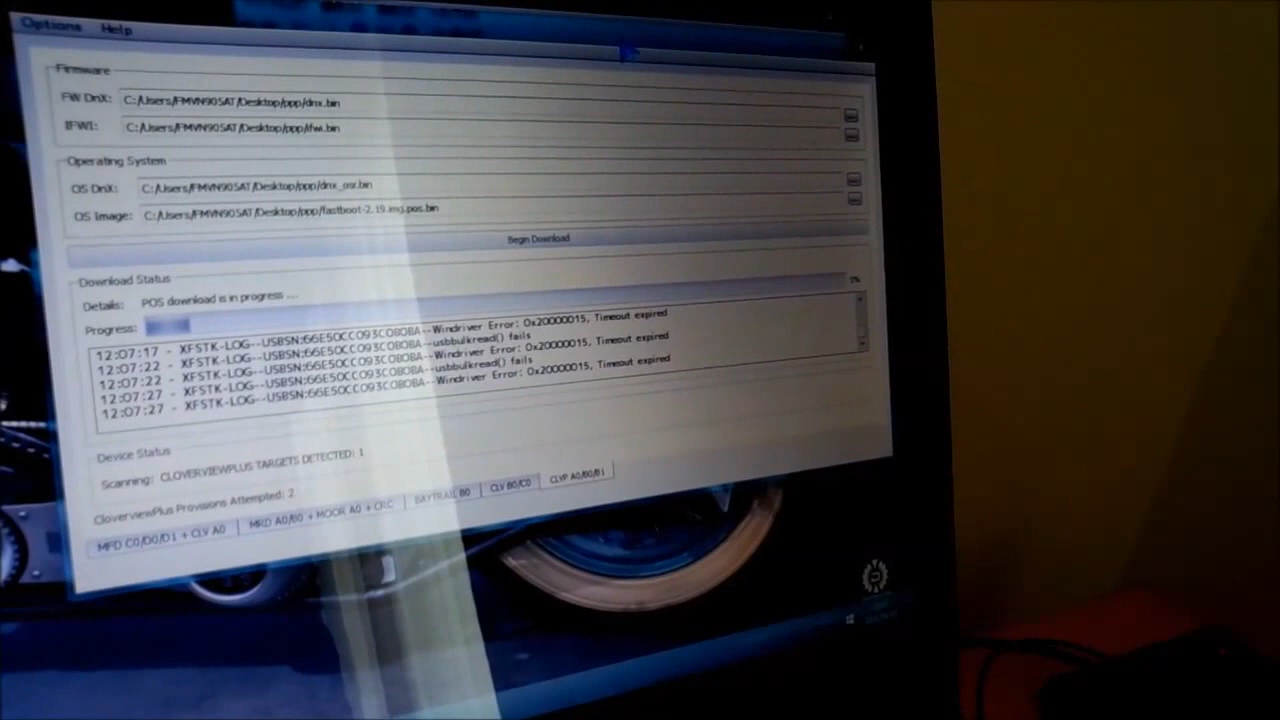 Options Help
Firmware
FW DnX: C:/Users/FMVN90SAT/Desktop/ppp/dnx.bin
IFWI: C:/Users/FMVN90SAT/Desktop/ppp/ifwi.bin
Operating System
OS DnX: C:/Users/FMVN90SAT/Desktop/ppp/dnx_osr.bin
OS Image: C:/Users/FMVN90SAT/Desktop/ppp/fastboot-2.19.img.pos.bin
Begin Download
Download Status
Details: POS download is in progress ...
Progress:
12:07:17 - XFSTK-LOG--USBSN:66E50CC093C0B0BA--Windriver Error: 0x20000015, Timeout expired
12:07:22 - XFSTK-LOG--USBSN:66E50CC093C0B0BA--usbbulkread() fails
12:07:22 - XFSTK-LOG--USBSN:66E50CC093C0B0BA--Windriver Error: 0x20000015, Timeout expired
12:07:27 - XFSTK-LOG--USBSN:66E50CC093C0B0BA--usbbulkread() fails
12:07:27 - XFSTK-LOG--USBSN:66E50CC093C0B0BA--Windriver Error: 0x20000015, Timeout expired
Device Status
Scanning: CLOVERVIEWPLUS TARGETS DETECTED: 1
CloverviewPlus Provisions Attempted: 2
MFD C0/D0/D1 + CLV A0 MRD A0/B0 + MOOR A0 + CRC BAYTRAIL B0 CLV B0/C0 CLVP A0/B0/B1